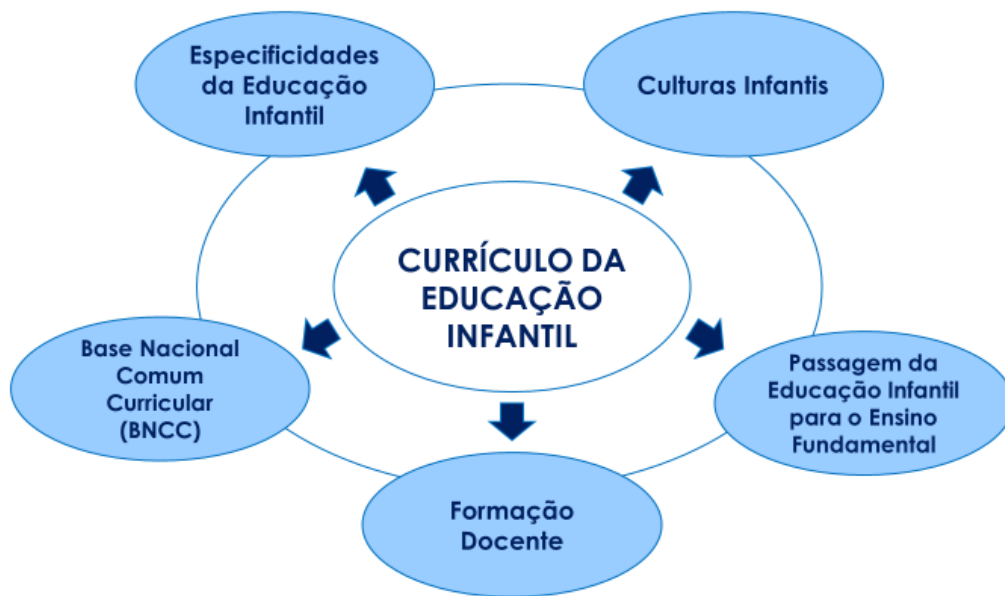 Especificidades
da Educação
Infantil
Culturas Infantis
CURRÍCULO DA
EDUCAÇÃO
INFANTIL
Base Nacional
Comum
Curricular
(BNCC)
Passagem da
Educação Infantil
para o Ensino
Fundamental
Formação
Docente